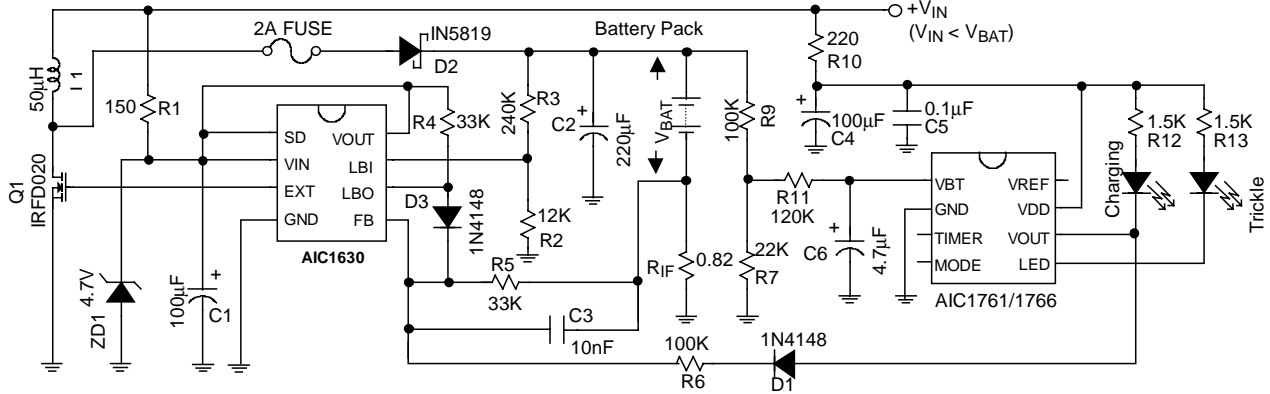 +VIN
(VIN < VBAT)
2A FUSE
IN5819
D2
Battery Pack
220
R10
50µH
I 1
150
R1
R4
33K
R3
240K
C2
+
220µF
VBAT
100K
R9
+
100µF
C4
0.1µF
C5
1.5K
R12
1.5K
R13
SD
VIN
EXT
GND
VOUT
LBI
LBO
FB
AIC1630
Q1
IRFD020
D3
1N4148
12K
R2
R11
120K
VBT
GND
TIMER
MODE
VREF
VDD
VOUT
LED
AIC1761/1766
Charging
Trickle
ZD1
4.7V
100µF
+
C1
R5
33K
RIF
0.82
22K
R7
C6
+
4.7µF
C3
10nF
100K
R6
1N4148
D1